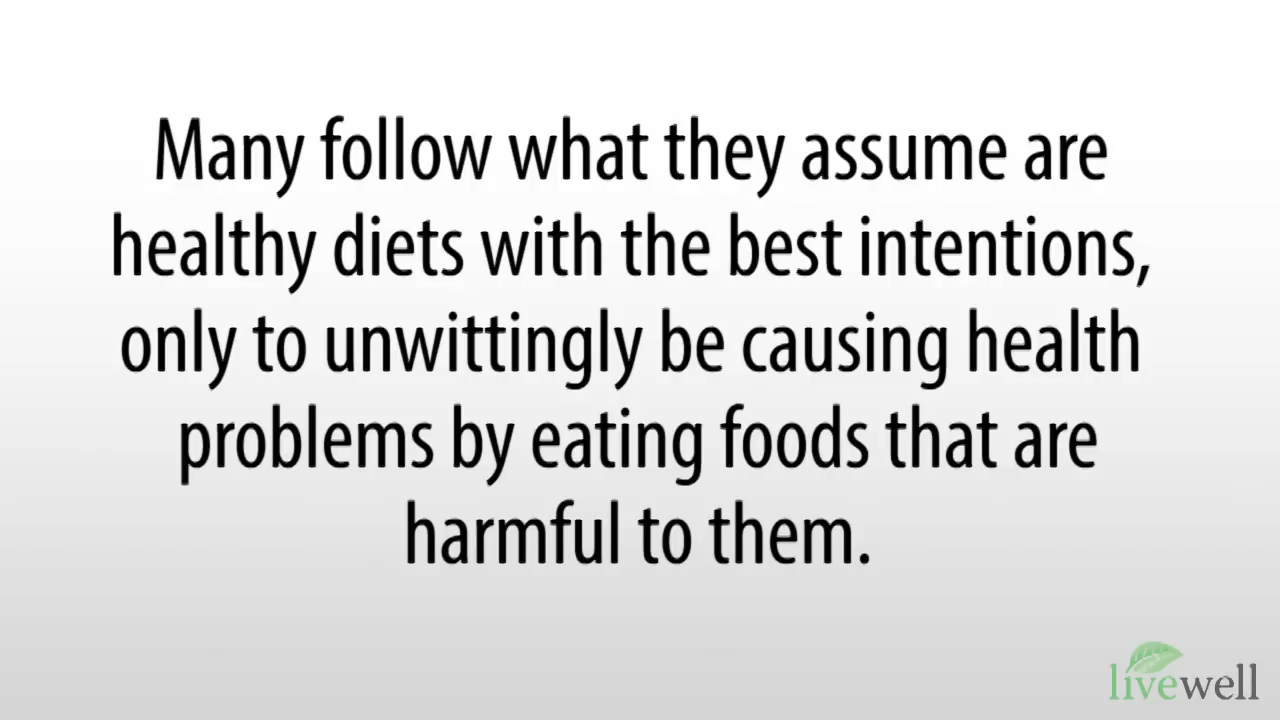 Many follow what they assume are
healthy diets with the best intentions,
only to unwittingly be causing health
problems by eating foods that are
harmful to them.
livewell